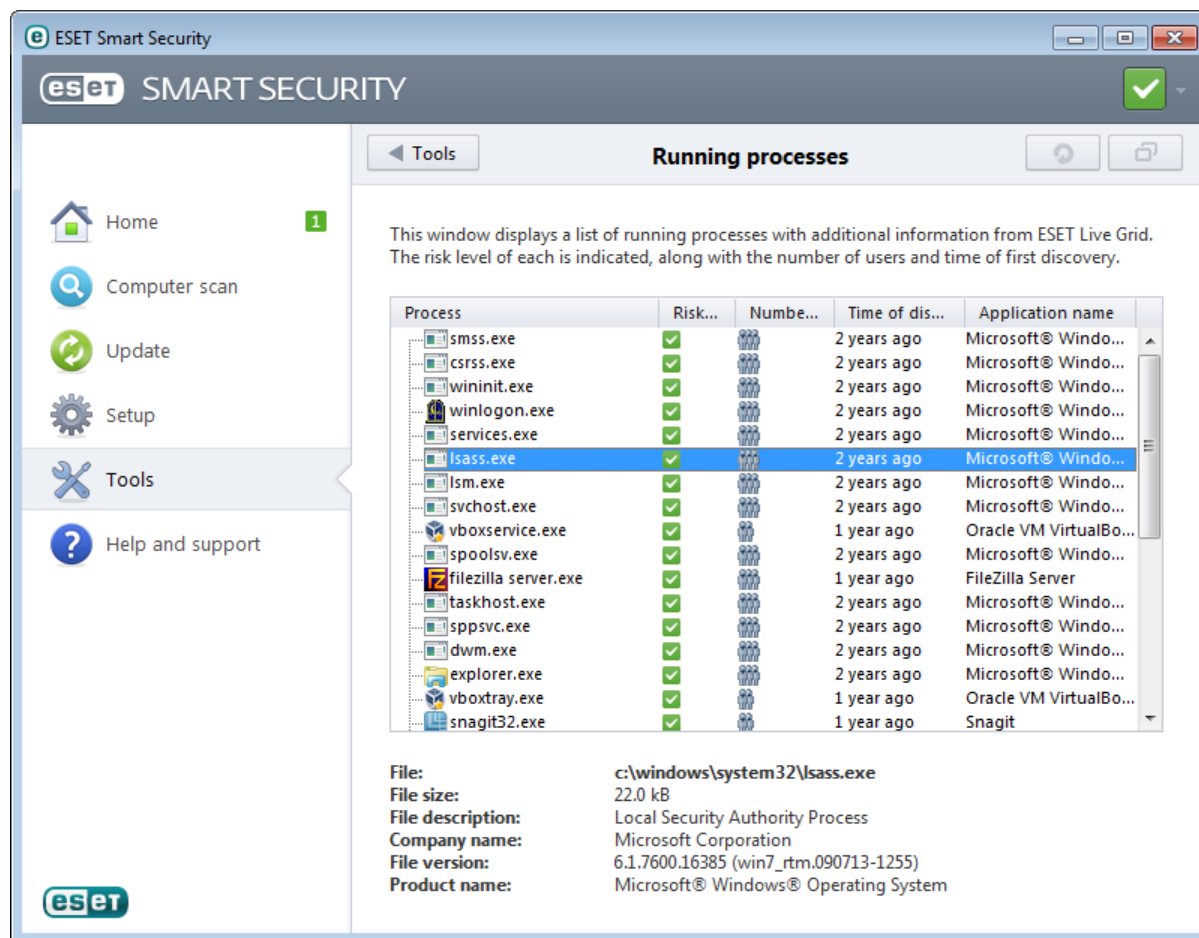 ESET Smart Security
eset SMART SECURITY
Tools
Running processes
Home
1
Computer scan
Update
Setup
Tools
Help and support
This window displays a list of running processes with additional information from ESET Live Grid.
The risk level of each is indicated, along with the number of users and time of first discovery.
Process Risk... Numbe... Time of dis... Application name
smss.exe 2 years ago Microsoft® Windo...
csrss.exe 2 years ago Microsoft® Windo...
wininit.exe 2 years ago Microsoft® Windo...
winlogon.exe 2 years ago Microsoft® Windo...
services.exe 2 years ago Microsoft® Windo...
lsass.exe 2 years ago Microsoft® Windo...
lsm.exe 2 years ago Microsoft® Windo...
svchost.exe 2 years ago Microsoft® Windo...
vboxservice.exe 1 year ago Oracle VM VirtualBo...
spoolsv.exe 2 years ago Microsoft® Windo...
filezilla server.exe 1 year ago FileZilla Server
taskhost.exe 2 years ago Microsoft® Windo...
sppsvc.exe 2 years ago Microsoft® Windo...
dwm.exe 2 years ago Microsoft® Windo...
explorer.exe 2 years ago Microsoft® Windo...
vboxtray.exe 1 year ago Oracle VM VirtualBo...
snagit32.exe 1 year ago Snagit
File: c:\windows\system32\lsass.exe
File size: 22.0 kB
File description: Local Security Authority Process
Company name: Microsoft Corporation
File version: 6.1.7600.16385 (win7_rtm.090713-1255)
Product name: Microsoft® Windows® Operating System
eset